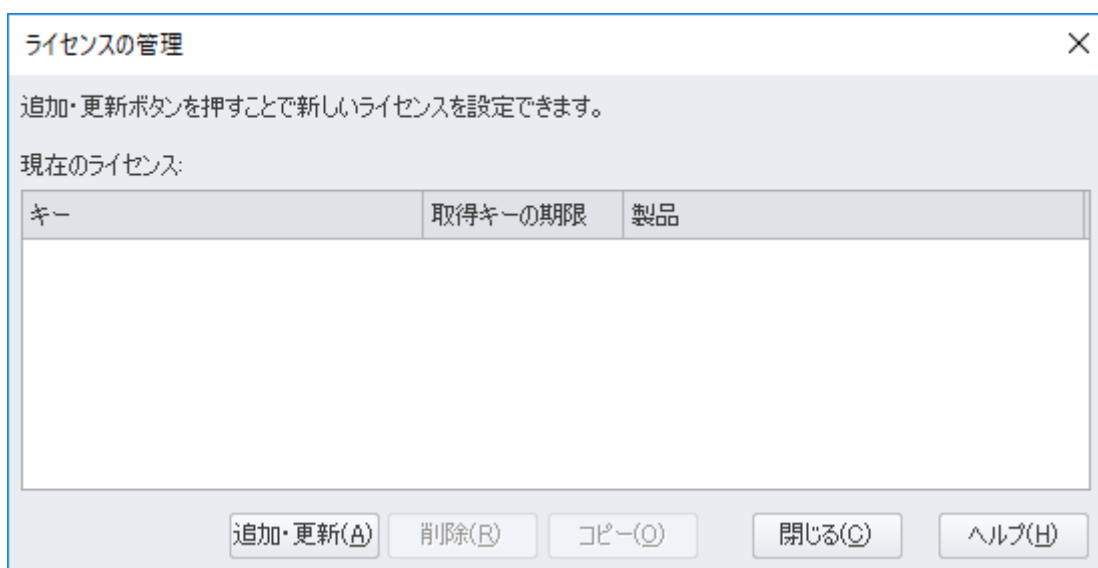 ライセンスの管理
追加・更新ボタンを押すことで新しいライセンスを設定できます。
現在のライセンス:
キー 取得キーの期限 製品
追加・更新(A) 削除(R) コピー(O) 閉じる(C) ヘルプ(H)